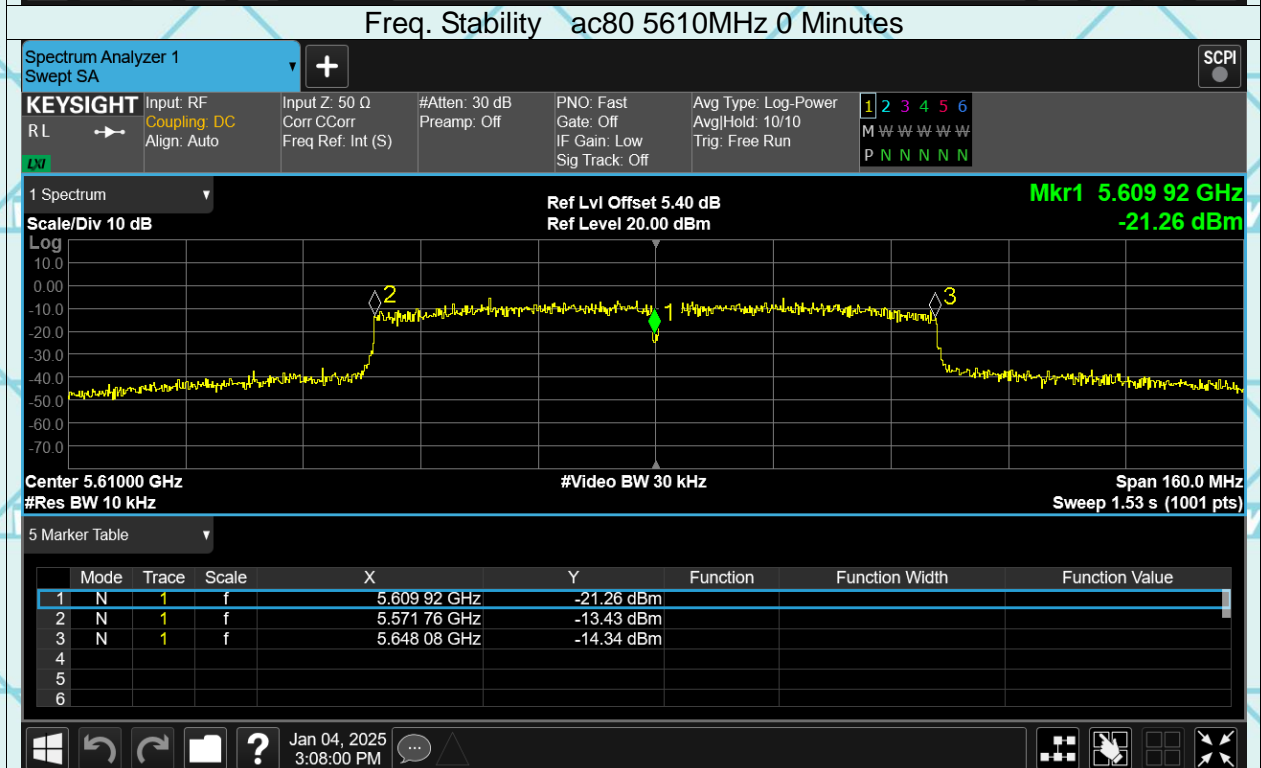 Freq. Stability ac80 5610MHz 0 Minutes
Spectrum Analyzer 1
Swept SA
+
SCPI
KEYSIGHT
R L
LXI
Input: RF
Coupling: DC
Align: Auto
Input Z: 50 Ω
Corr CCorr
Freq Ref: Int (S)
#Atten: 30 dB
Preamp: Off
PNO: Fast
Gate: Off
IF Gain: Low
Sig Track: Off
Avg Type: Log-Power
Avg|Hold: 10/10
Trig: Free Run
1 2 3 4 5 6
M W W W W W
P N N N N N
1 Spectrum
Scale/Div 10 dB
Ref Lvl Offset 5.40 dB
Ref Level 20.00 dBm
Mkr1 5.609 92 GHz
-21.26 dBm
Log
10.0
0.00
-10.0
-20.0
-30.0
-40.0
-50.0
-60.0
-70.0
2
1
3
Center 5.61000 GHz
#Res BW 10 kHz
#Video BW 30 kHz
Span 160.0 MHz
Sweep 1.53 s (1001 pts)
5 Marker Table
Mode Trace Scale X Y Function Function Width Function Value
1 N 1 f 5.609 92 GHz -21.26 dBm
2 N 1 f 5.571 76 GHz -13.43 dBm
3 N 1 f 5.648 08 GHz -14.34 dBm
4
5
6
?
Jan 04, 2025
3:08:00 PM